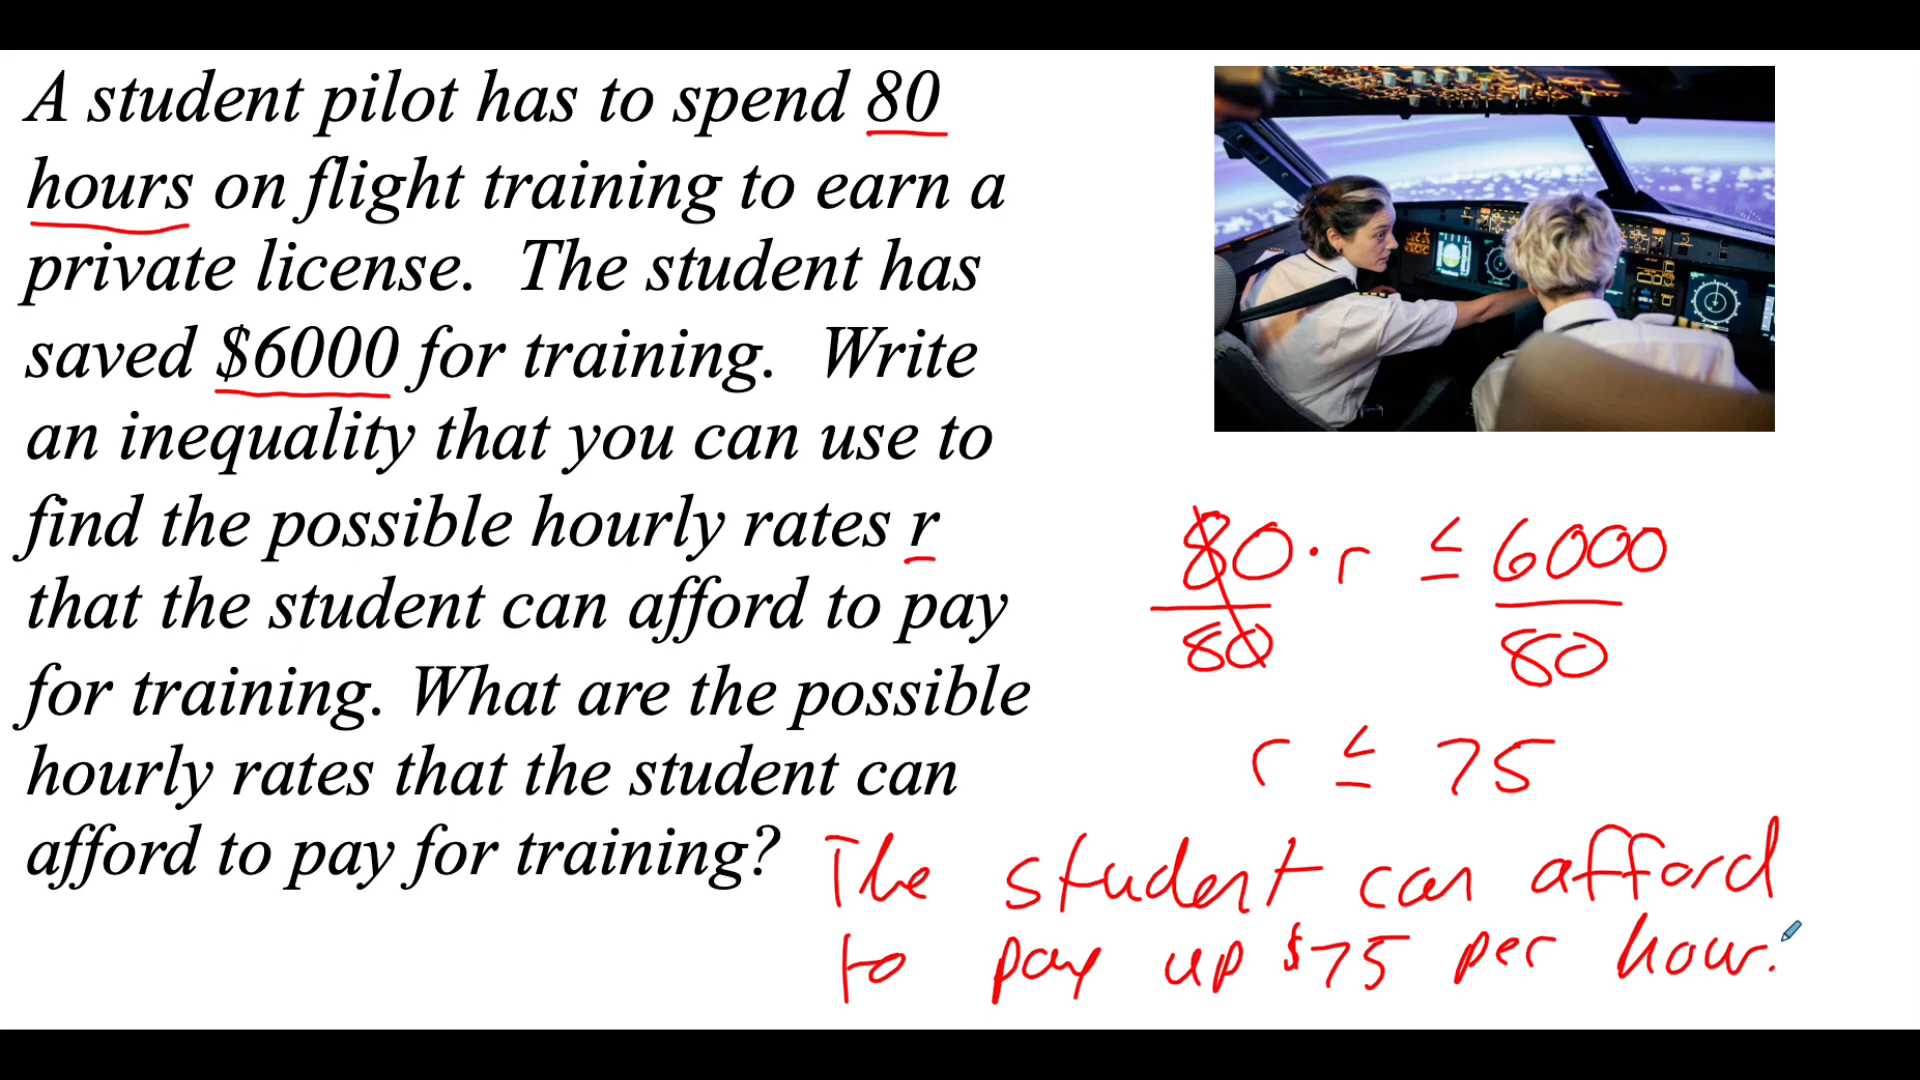 A student pilot has to spend 80
hours on flight training to earn a
private license. The student has
saved $6000 for training. Write
an inequality that you can use to
find the possible hourly rates r
that the student can afford to pay
for training. What are the possible
hourly rates that the student can
afford to pay for training?
80 · r ≤ 6000
80 80
r ≤ 75
The student can afford
to pay up $75 per hour.